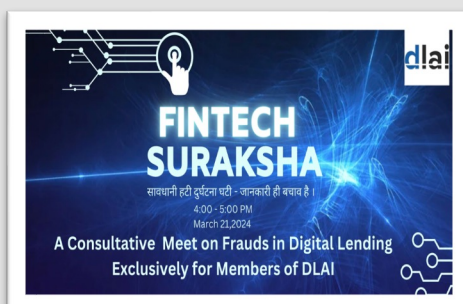 dlai
FINTECH
SURAKSHA
सावधानी हटी दुर्घटना घटी - जानकारी ही बचाव है ।
4:00 - 5:00 PM
March 21,2024
A Consultative Meet on Frauds in Digital Lending
Exclusively for Members of DLAI